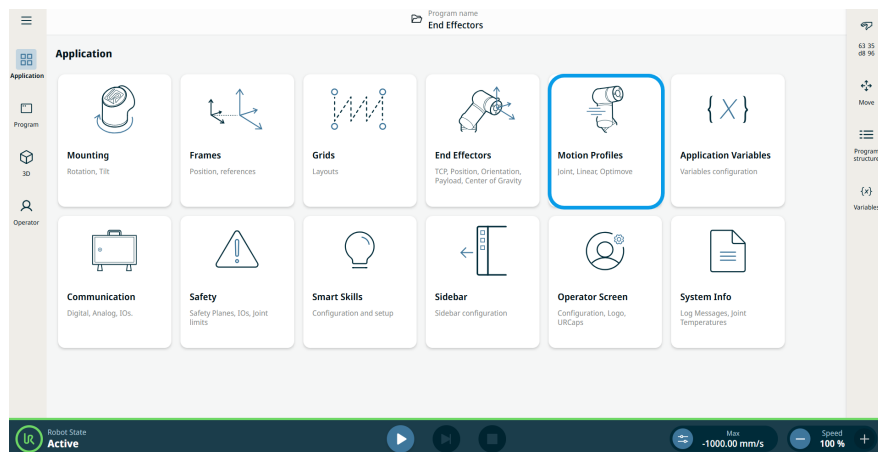 Program name
End Effectors
63 35
d8 96
Application
Application
Program
3D
Operator
Move
Program
structure
{x}
Variables
Mounting
Rotation, Tilt
Frames
Position, references
Grids
Layouts
End Effectors
TCP, Position, Orientation,
Payload, Center of Gravity
Motion Profiles
Joint, Linear, Optimove
{X}
Application Variables
Variables configuration
Communication
Digital, Analog, IOs.
Safety
Safety Planes, IOs, Joint
limits
Smart Skills
Configuration and setup
Sidebar
Sidebar configuration
Operator Screen
Configuration, Logo,
URCaps
System Info
Log Messages, Joint
Temperatures
UR
Robot State
Active
Max
-1000.00 mm/s
Speed
100 %